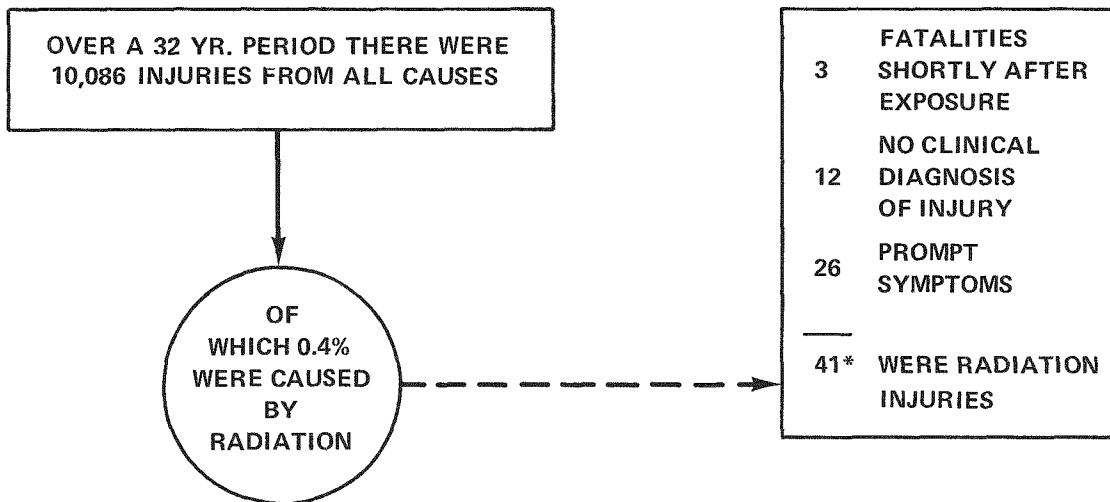 OVER A 32 YR. PERIOD THERE WERE
10,086 INJURIES FROM ALL CAUSES
OF
WHICH 0.4%
WERE CAUSED
BY
RADIATION
FATALITIES
3 SHORTLY AFTER
EXPOSURE
NO CLINICAL
12 DIAGNOSIS
OF INJURY
26 PROMPT
SYMPTOMS
41* WERE RADIATION
INJURIES